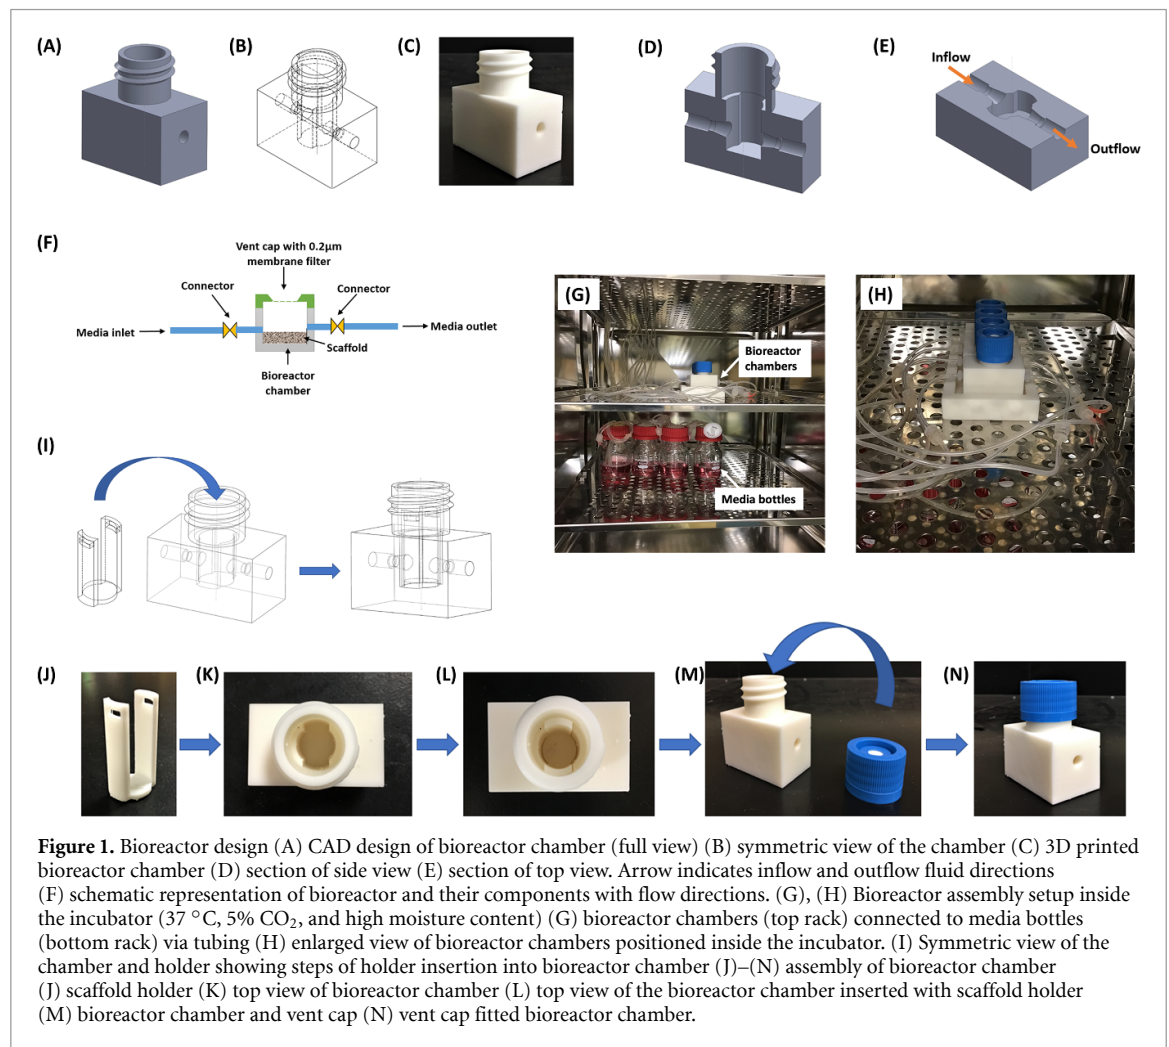 (A)
(B)
(C)
(D)
(E)
Inflow
Outflow
(F)
Vent cap with 0.2μm
membrane filter
Connector
Connector
Media inlet
Media outlet
Scaffold
Bioreactor
chamber
(G)
Bioreactor
chambers
Media bottles
(H)
(I)
(J)
(K)
(L)
(M)
(N)
Figure 1. Bioreactor design (A) CAD design of bioreactor chamber (full view) (B) symmetric view of the chamber (C) 3D printed
bioreactor chamber (D) section of side view (E) section of top view. Arrow indicates inflow and outflow fluid directions
(F) schematic representation of bioreactor and their components with flow directions. (G), (H) Bioreactor assembly setup inside
the incubator (37 °C, 5% CO₂, and high moisture content) (G) bioreactor chambers (top rack) connected to media bottles
(bottom rack) via tubing (H) enlarged view of bioreactor chambers positioned inside the incubator. (I) Symmetric view of the
chamber and holder showing steps of holder insertion into bioreactor chamber (J)–(N) assembly of bioreactor chamber
(J) scaffold holder (K) top view of bioreactor chamber (L) top view of the bioreactor chamber inserted with scaffold holder
(M) bioreactor chamber and vent cap (N) vent cap fitted bioreactor chamber.